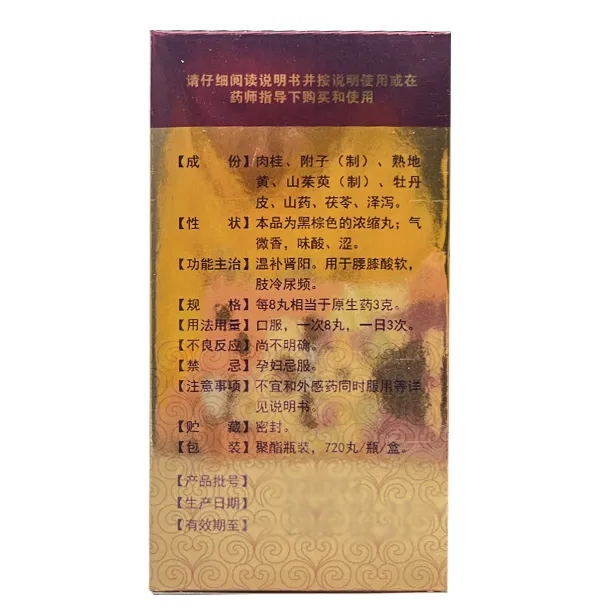 请仔细阅读说明书并按说明使用或在
药师指导下购买和使用
【成 份】肉桂、附子（制）、熟地
黄、山茱萸（制）、牡丹
皮、山药、茯苓、泽泻。
【性 状】本品为黑棕色的浓缩丸；气
微香，味酸、涩。
【功能主治】温补肾阳。用于腰膝酸软，
肢冷尿频。
【规 格】每8丸相当于原生药3克。
【用法用量】口服，一次8丸，一日3次。
【不良反应】尚不明确。
【禁 忌】孕妇忌服。
【注意事项】不宜和外感药同时服用等详
见说明书。
【贮 藏】密封。
【包 装】聚酯瓶装，720丸/瓶/盒。
【产品批号】
【生产日期】
【有效期至】